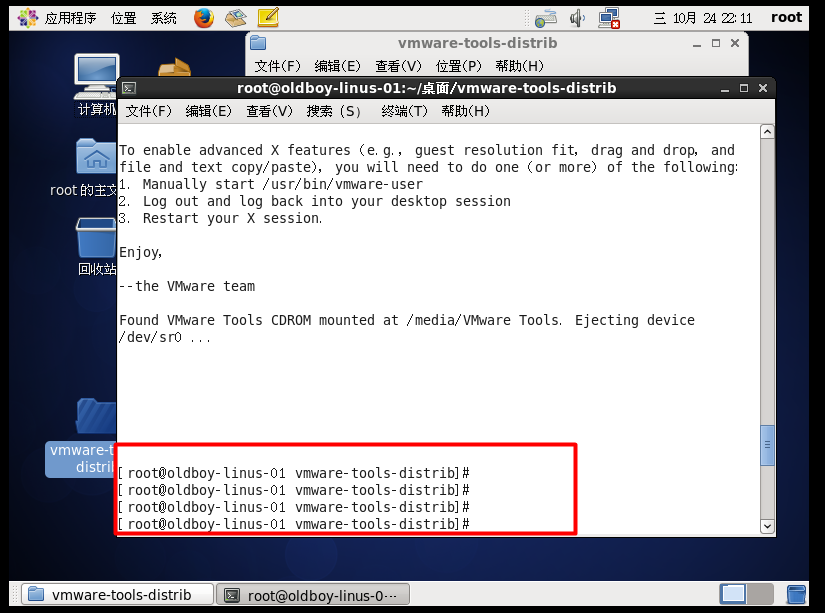 应用程序 位置 系统 三 10月 24 22:11 root
vmware-tools-distrib
文件(F) 编辑(E) 查看(V) 位置(P) 帮助(H)
计算机
root 的主文
回收站
vmware-t
distri
root@oldboy-linus-01:~/桌面/vmware-tools-distrib
文件(F) 编辑(E) 查看(V) 搜索 (S) 终端(T) 帮助(H)
To enable advanced X features (e.g., guest resolution fit, drag and drop, and
file and text copy/paste), you will need to do one (or more) of the following:
1. Manually start /usr/bin/vmware-user
2. Log out and log back into your desktop session
3. Restart your X session.
Enjoy,
--the VMware team
Found VMware Tools CDROM mounted at /media/VMware Tools. Ejecting device
/dev/sr0 ...
[root@oldboy-linus-01 vmware-tools-distrib]#
[root@oldboy-linus-01 vmware-tools-distrib]#
[root@oldboy-linus-01 vmware-tools-distrib]#
[root@oldboy-linus-01 vmware-tools-distrib]#
vmware-tools-distrib root@oldboy-linus-0···